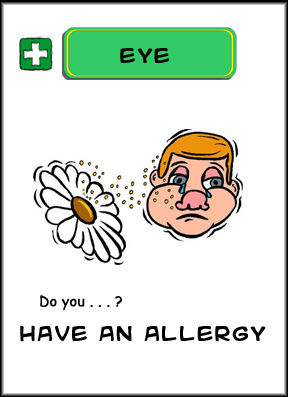 EYE
Do you . . . ?
HAVE AN ALLERGY